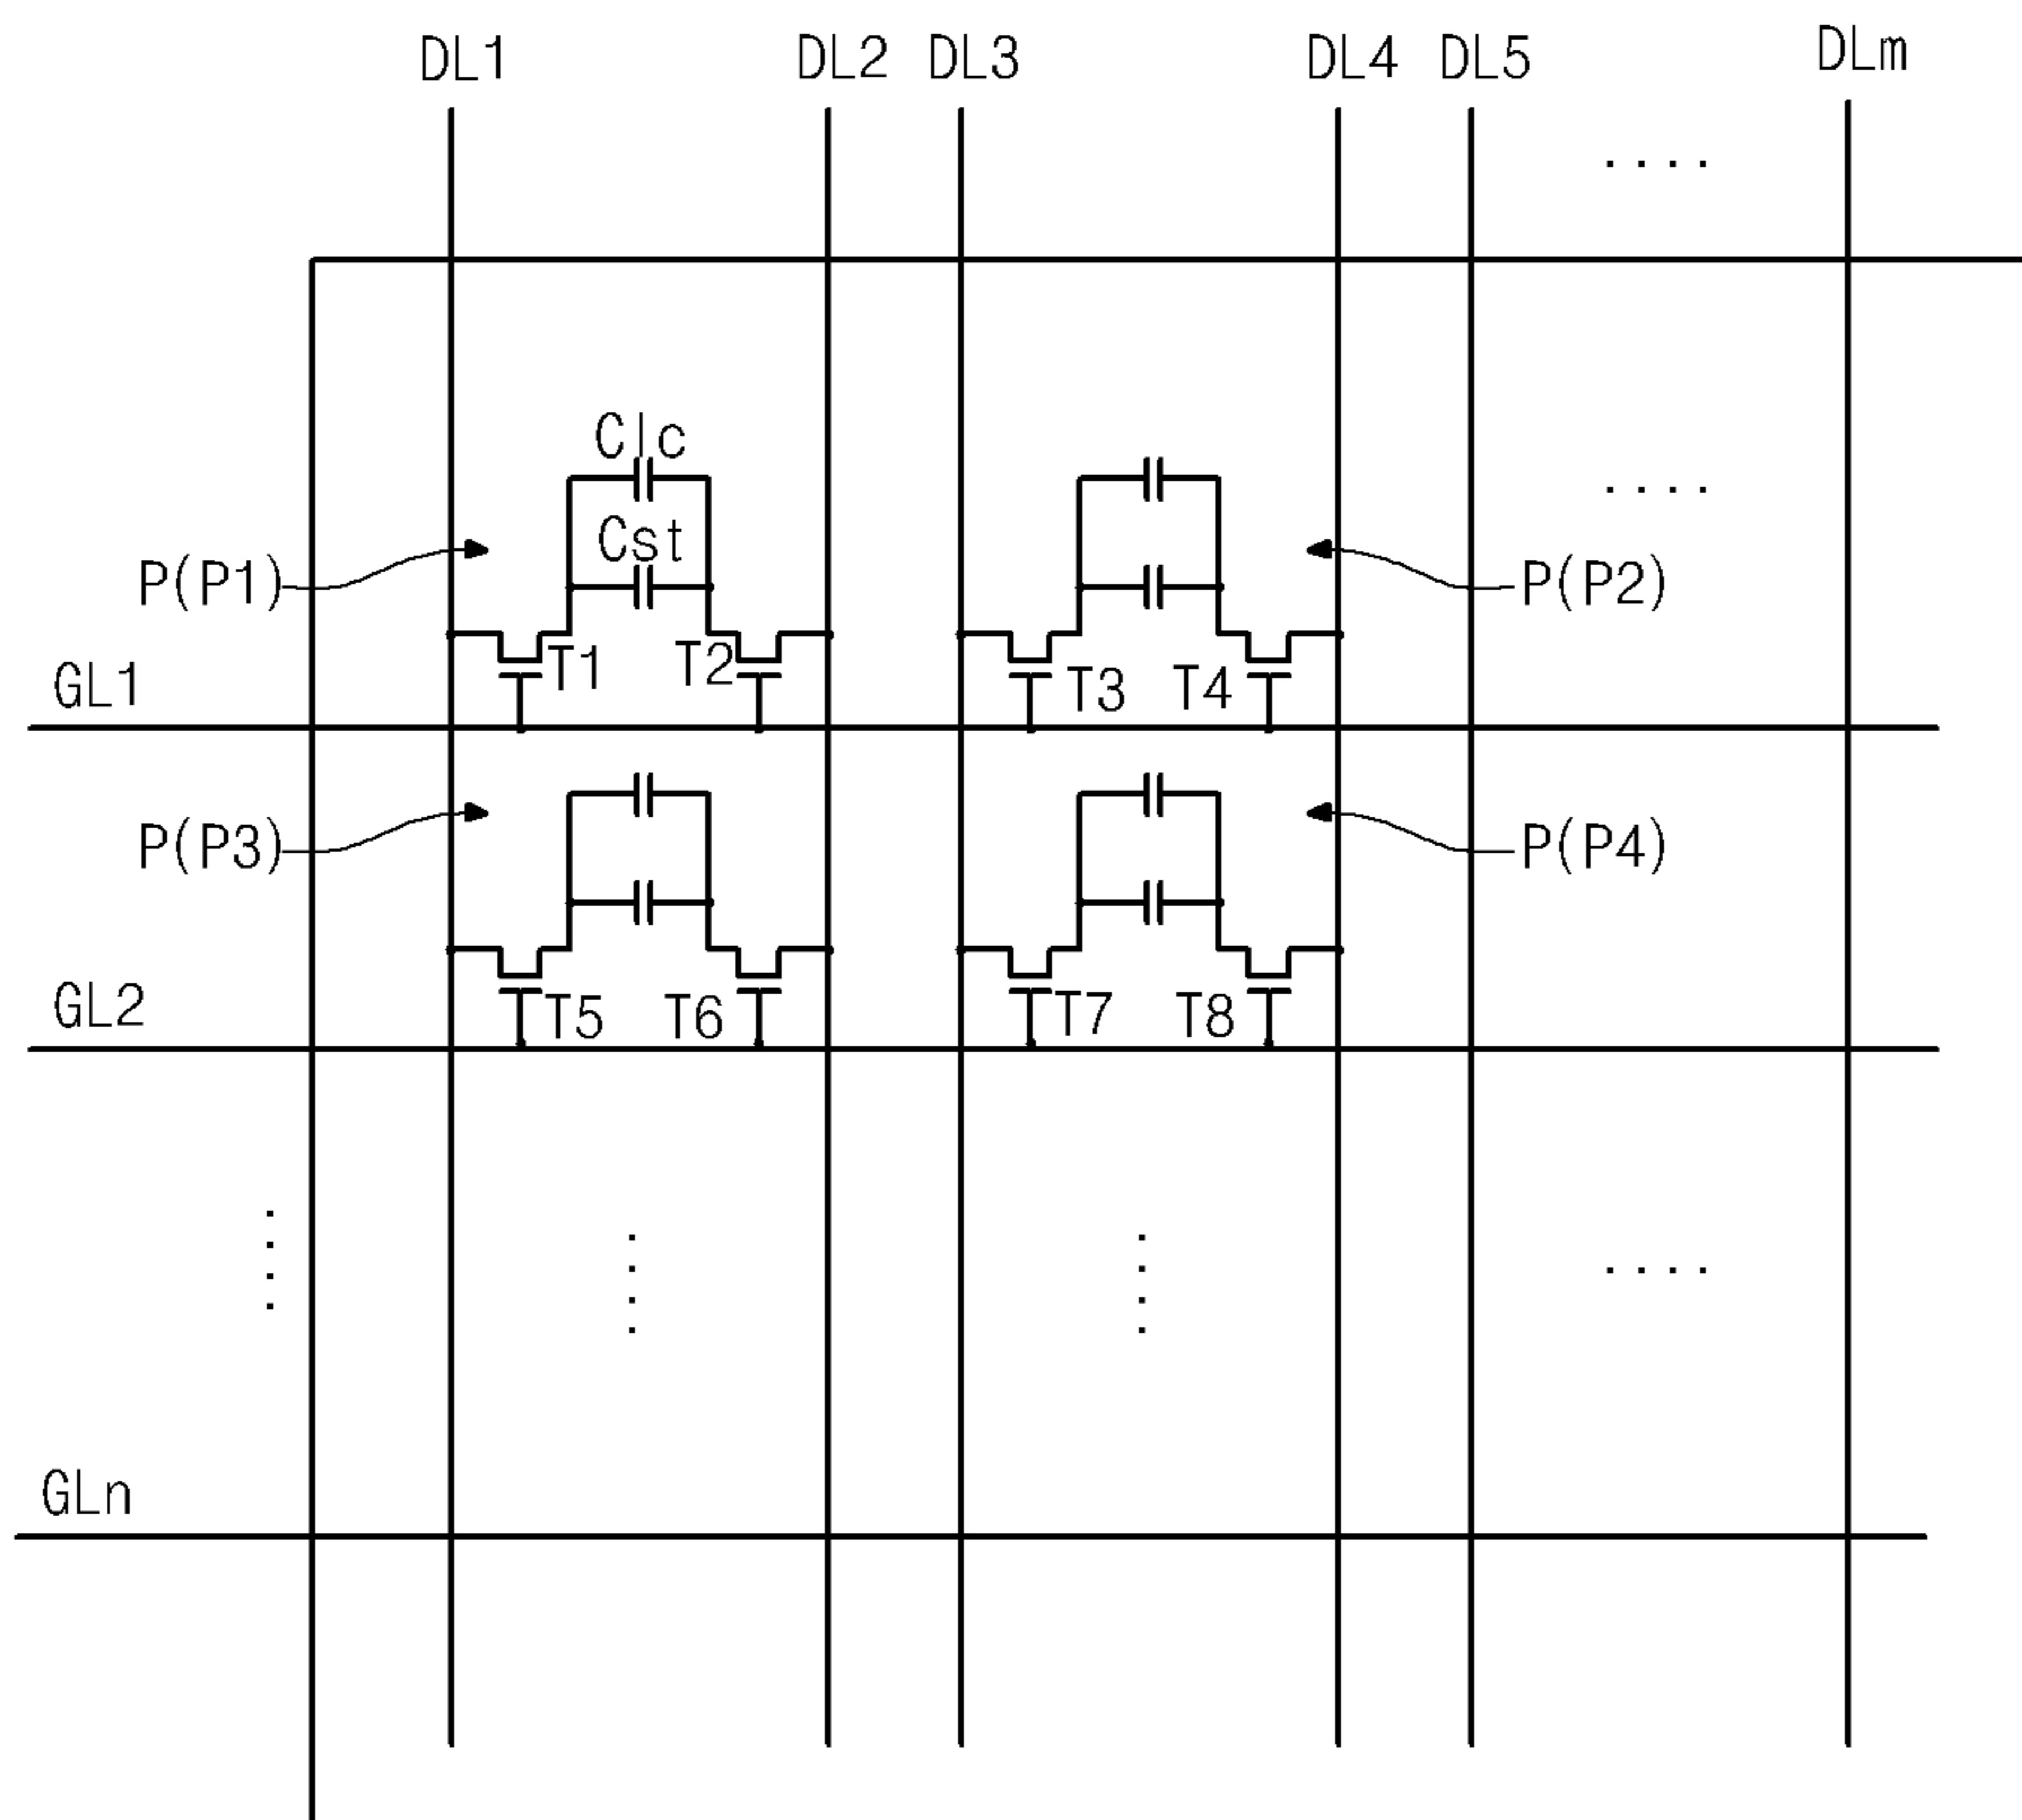 DL1 DL2 DL3 DL4 DL5 DLm
....
Clc
....
Cst
P(P1) P(P2)
T1 T2 T3 T4
GL1
P(P3) P(P4)
GL2
T5 T6 T7 T8
....
GLn